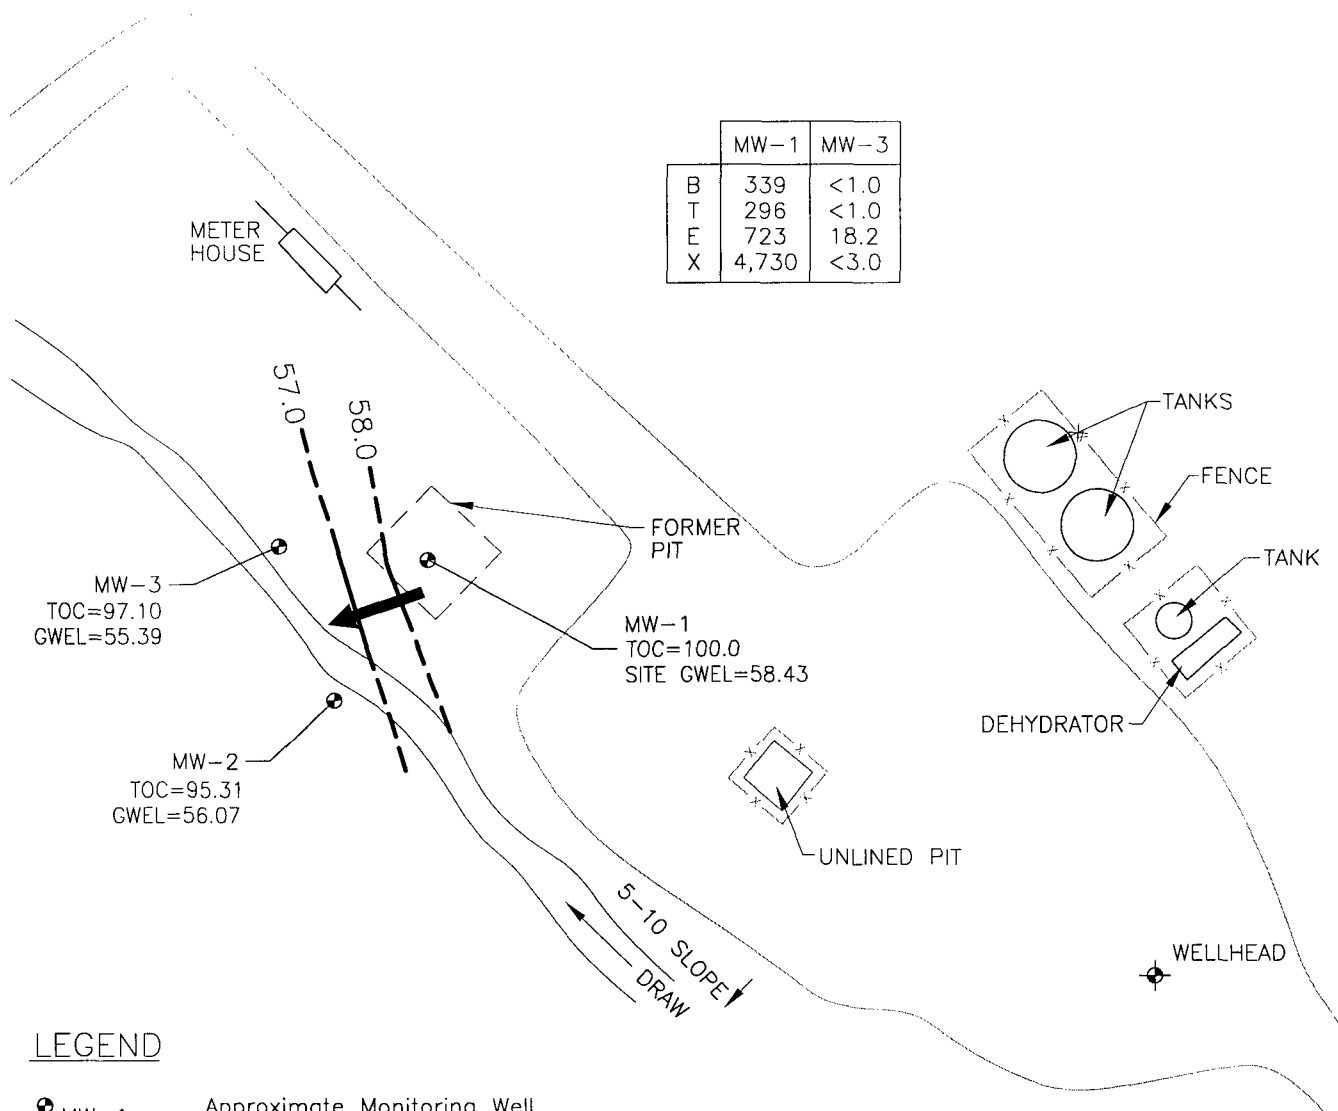 MW-1 MW-3
B 339 <1.0
T 296 <1.0
E 723 18.2
X 4,730 <3.0
METER
HOUSE
57.0
58.0
TANKS
FENCE
TANK
FORMER
PIT
MW-3
TOC=97.10
GWEL=55.39
MW-1
TOC=100.0
SITE GWEL=58.43
MW-2
TOC=95.31
GWEL=56.07
DEHYDRATOR
UNLINED PIT
5-10 SLOPE
DRAW
WELLHEAD
LEGEND
Approximate Monitoring Well